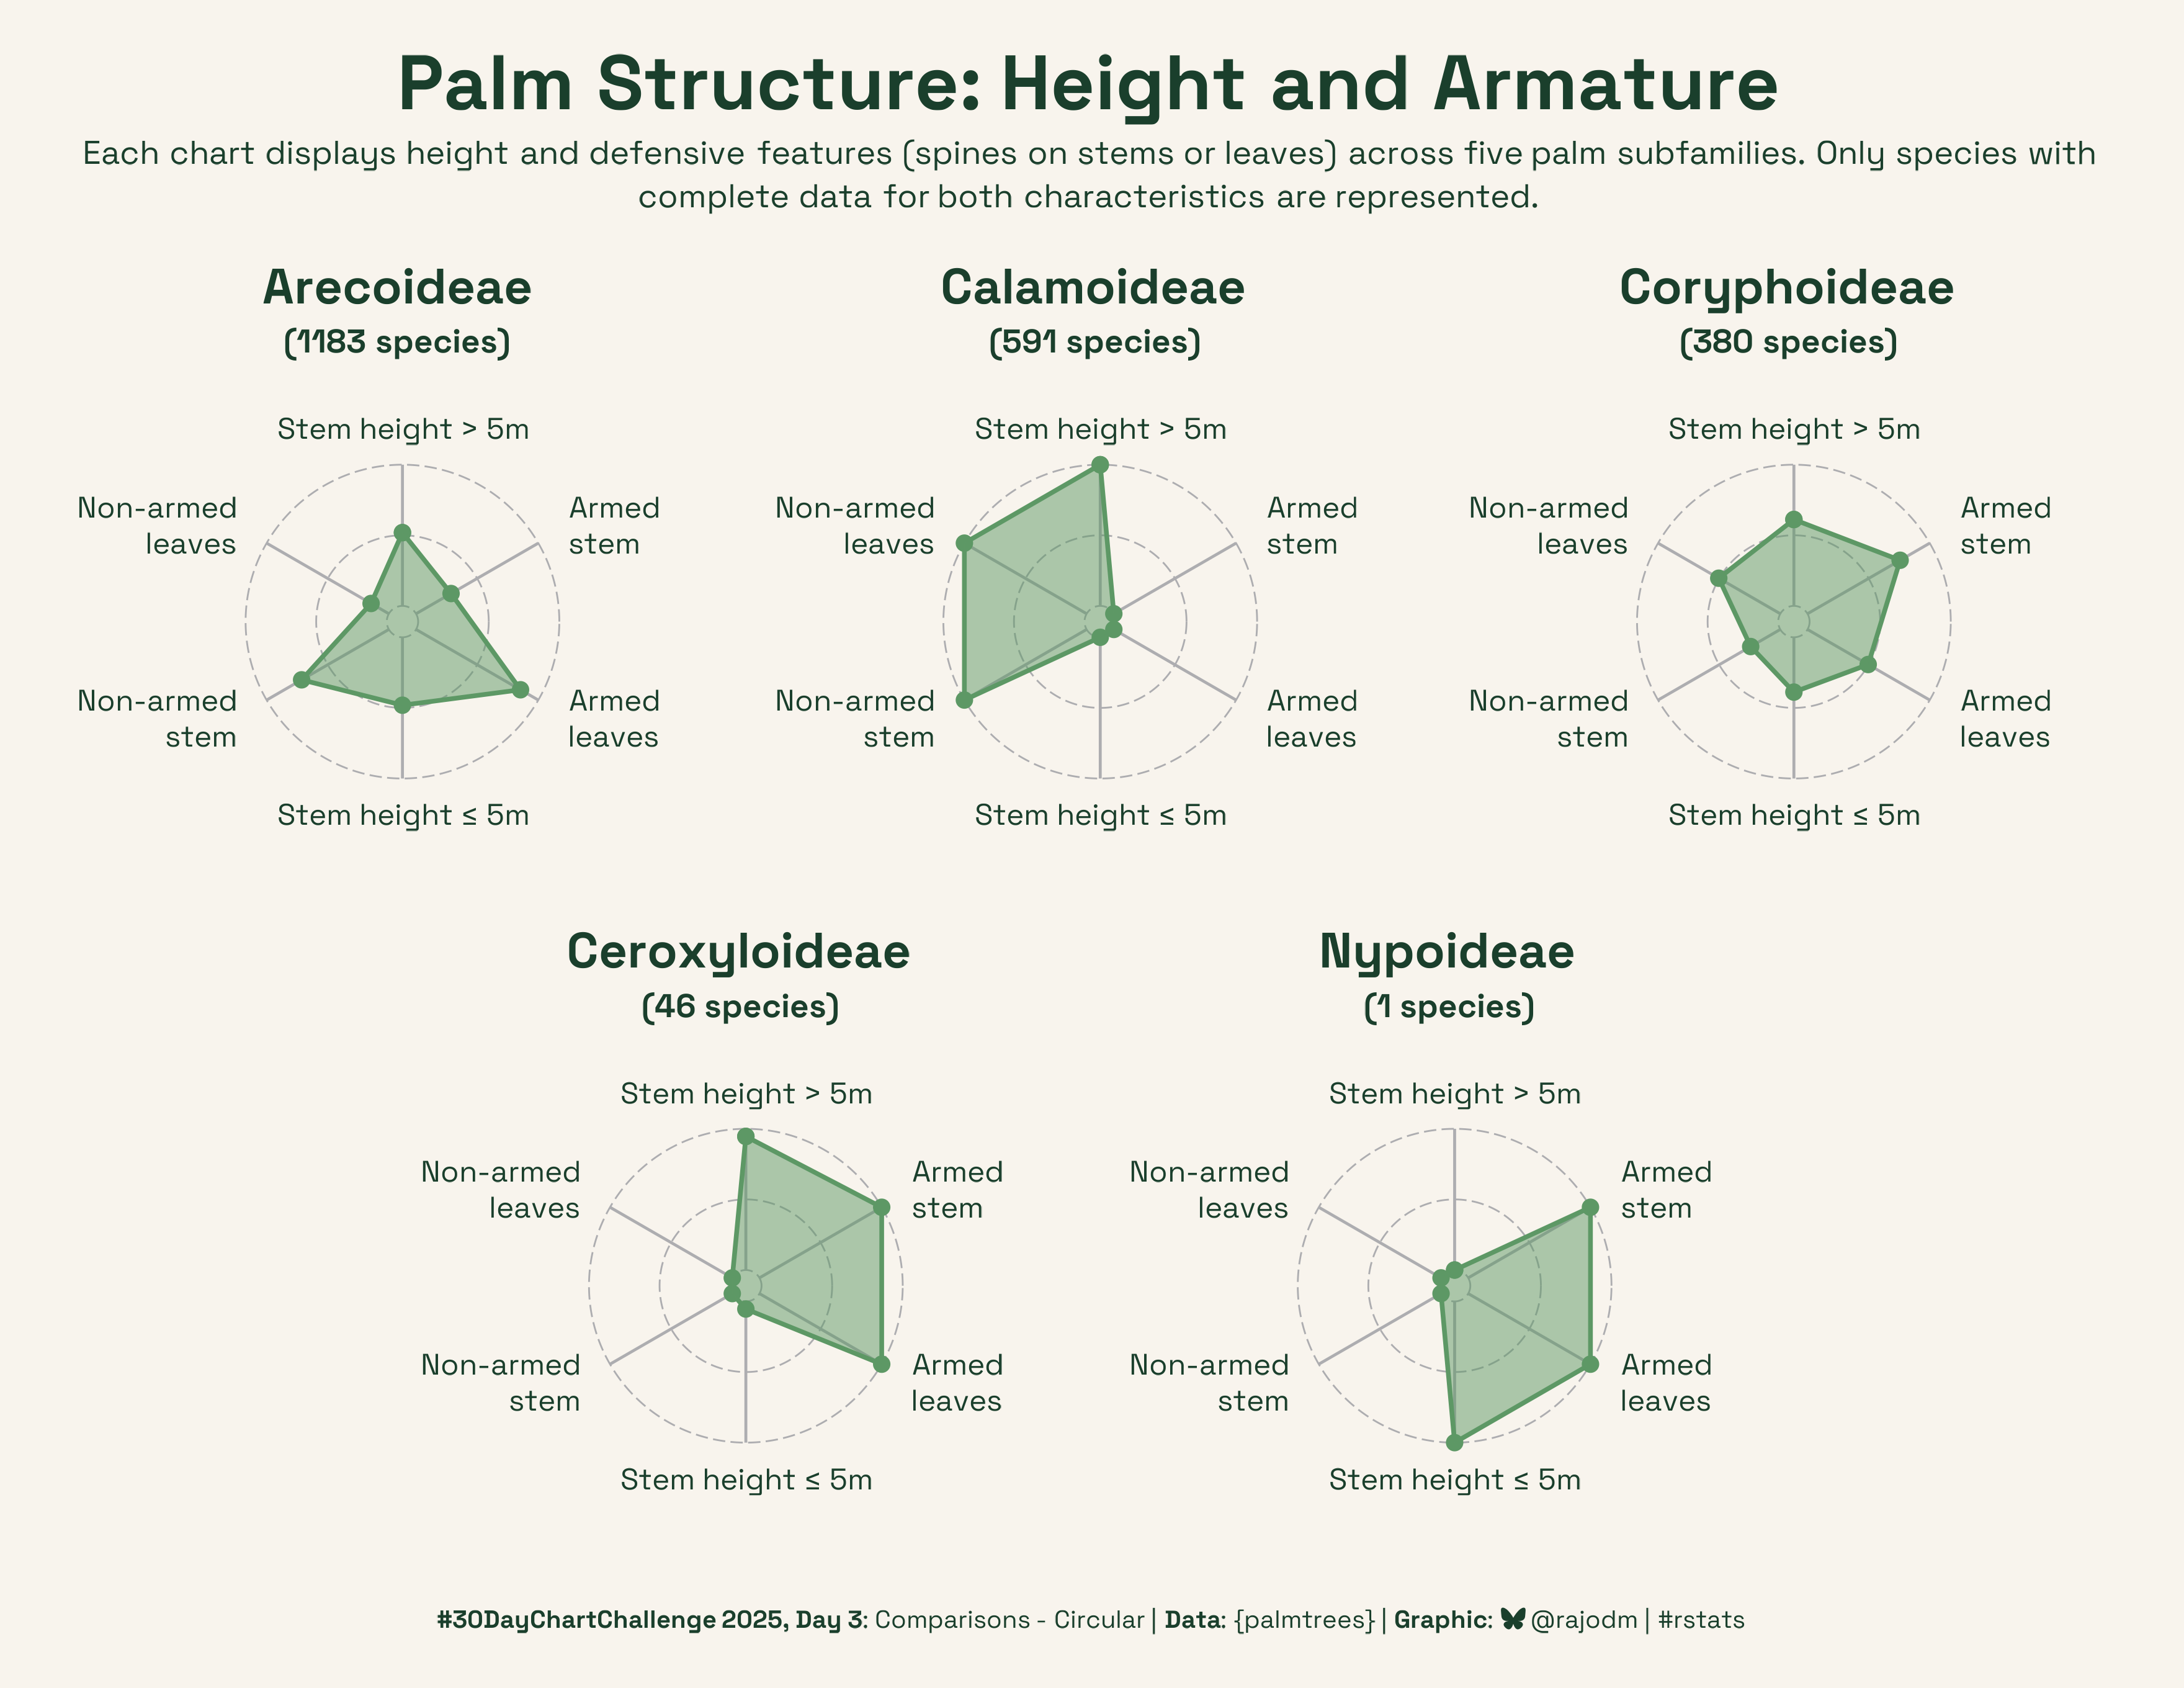 Palm Structure: Height and Armature
Each chart displays height and defensive features (spines on stems or leaves) across five palm subfamilies. Only species with
complete data for both characteristics are represented.
Arecoideae
(1183 species)
Stem height > 5m
Non-armed
leaves
Armed
stem
Non-armed
stem
Armed
leaves
Stem height ≤ 5m
Calamoideae
(591 species)
Stem height > 5m
Non-armed
leaves
Armed
stem
Non-armed
stem
Armed
leaves
Stem height ≤ 5m
Coryphoideae
(380 species)
Stem height > 5m
Non-armed
leaves
Armed
stem
Non-armed
stem
Armed
leaves
Stem height ≤ 5m
Ceroxyloideae
(46 species)
Stem height > 5m
Non-armed
leaves
Armed
stem
Non-armed
stem
Armed
leaves
Stem height ≤ 5m
Nypoideae
(1 species)
Stem height > 5m
Non-armed
leaves
Armed
stem
Non-armed
stem
Armed
leaves
Stem height ≤ 5m
#30DayChartChallenge 2025, Day 3: Comparisons - Circular | Data: {palmtrees} | Graphic: @rajodm | #rstats